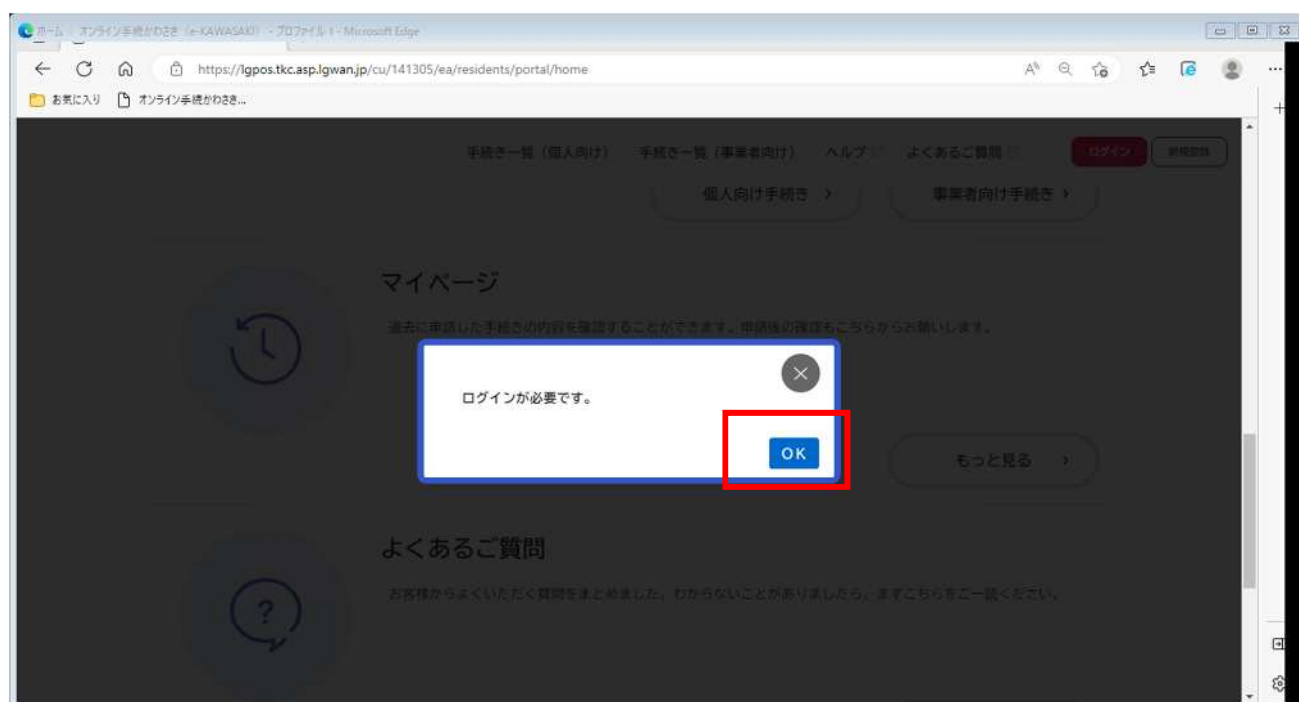 ホーム | オンライン手続かわさき（e-KAWASAKI） - プロファイル 1 - Microsoft Edge
https://lgpos.tkc.asp.lgwan.jp/cu/141305/ea/residents/portal/home
お気に入り オンライン手続かわさき...
手続き一覧（個人向け） 手続き一覧（事業者向け） ヘルプ よくあるご質問 ログイン 新規登録
個人向け手続き 事業者向け手続き
マイページ
過去に申請した手続きの内容を確認することができます。申請後の確認もこちらからお願いします。
ログインが必要です。
OK
もっと見る
よくあるご質問
お客様からよくいただく質問をまとめました。わからないことがありましたら、まずこちらをご一読ください。